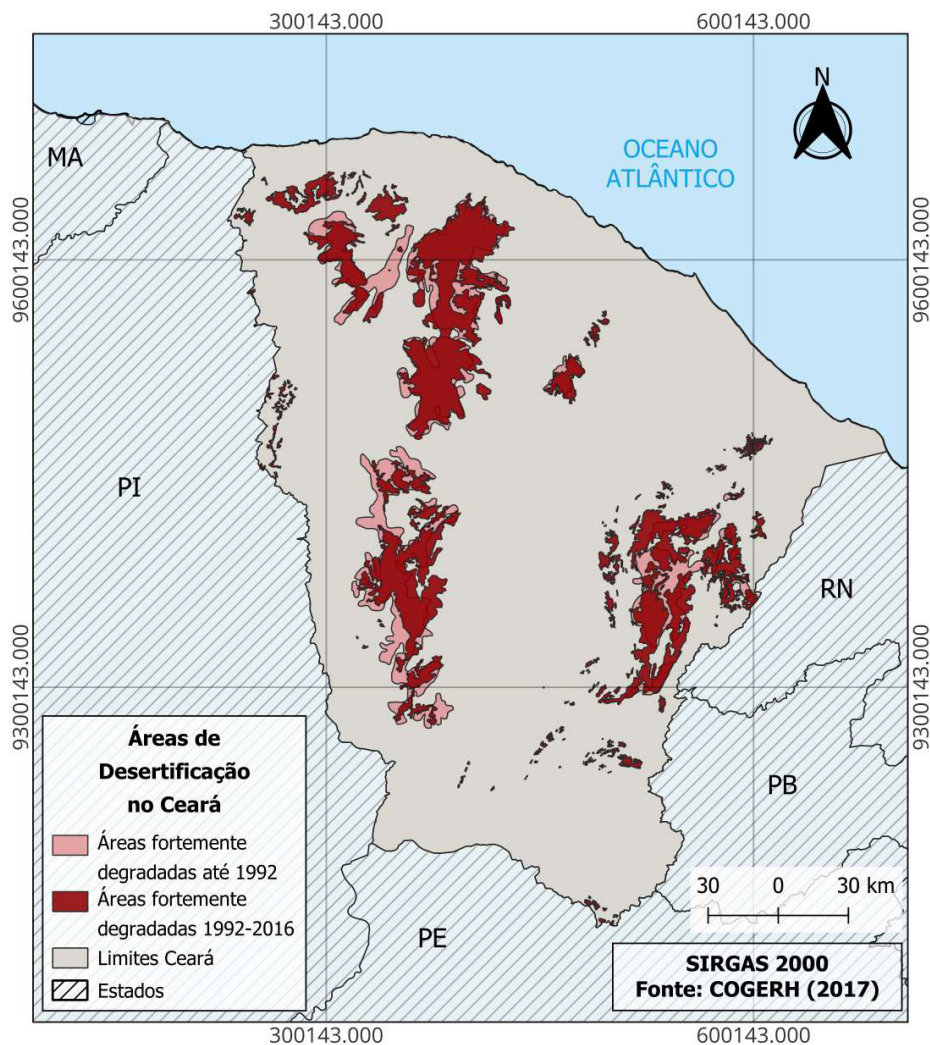 300143.000
600143.000
N
MA
OCEANO
ATLÂNTICO
9600143.000
9600143.000
PI
RN
9300143.000
9300143.000
Áreas de
Desertificação
no Ceará
Áreas fortemente
degradadas até 1992
Áreas fortemente
degradadas 1992-2016
Limites Ceará
Estados
PB
30 0 30 km
PE
SIRGAS 2000
Fonte: COGERH (2017)
300143.000
600143.000